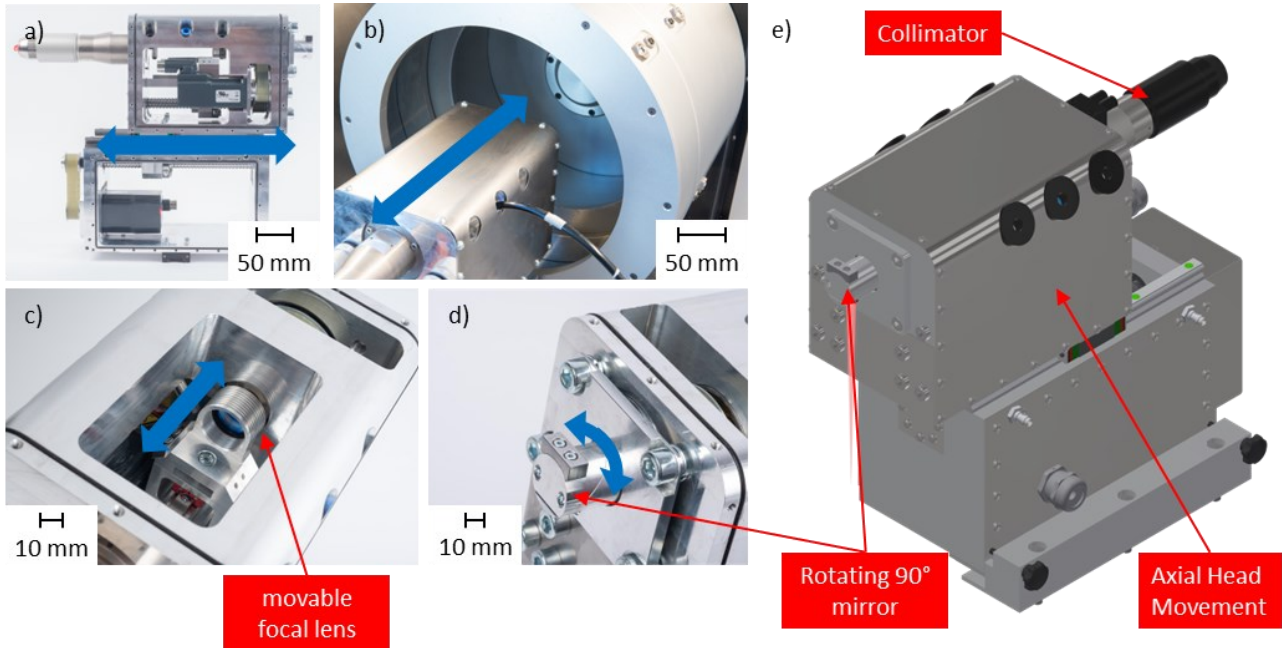 a)
50 mm
b)
50 mm
c)
10 mm
movable
focal lens
d)
10 mm
Rotating 90°
mirror
e)
Collimator
Axial Head
Movement